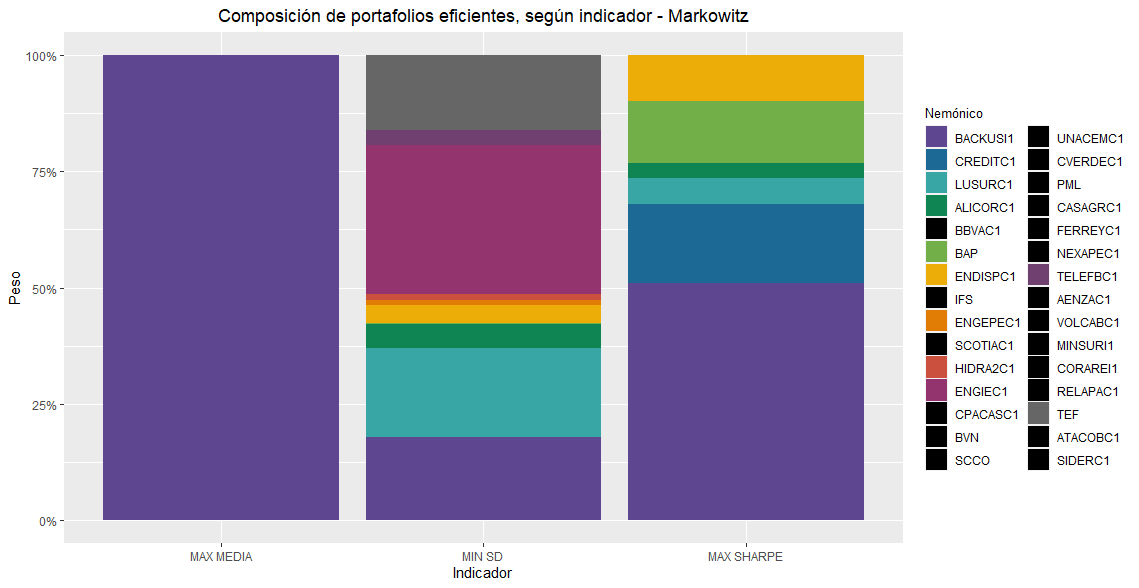 Composición de portafolios eficientes, según indicador - Markowitz
Peso
100%
75%
50%
25%
0%
MAX MEDIA
MIN SD
MAX SHARPE
Indicador
Nemónico
BACKUSI1
CREDITC1
LUSURC1
ALICORC1
BBVAC1
BAP
ENDISPC1
IFS
ENGEPEC1
SCOTIAC1
HIDRA2C1
ENGIEC1
CPACASC1
BVN
SCCO
UNACEMC1
CVERDEC1
PML
CASAGRC1
FERREYC1
NEXAPEC1
TELEFBC1
AENZAC1
VOLCABC1
MINSURI1
CORAREI1
RELAPAC1
TEF
ATACOBC1
SIDERC1